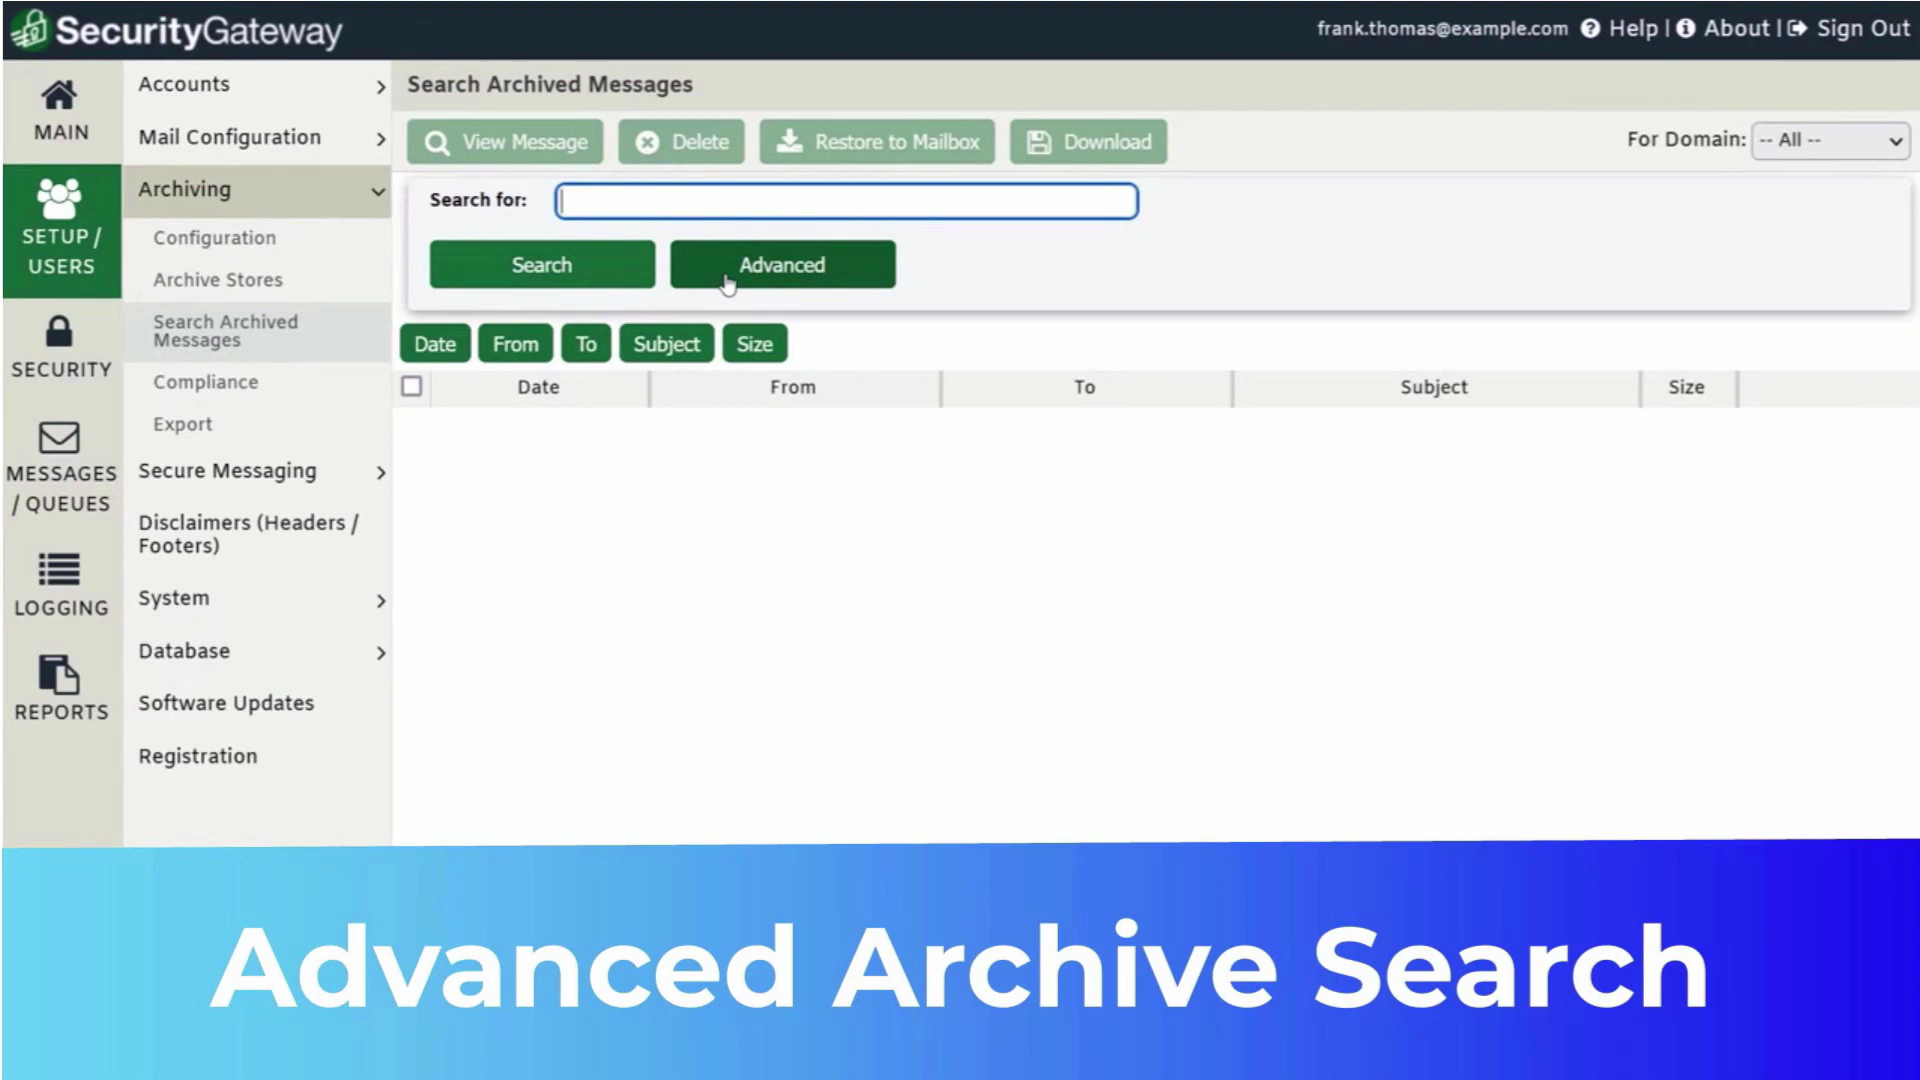 SecurityGateway
frank.thomas@example.com Help | About | Sign Out
MAIN
SETUP /
USERS
SECURITY
MESSAGES
/ QUEUES
LOGGING
REPORTS
Accounts
Mail Configuration
Archiving
Configuration
Archive Stores
Search Archived
Messages
Compliance
Export
Secure Messaging
Disclaimers (Headers /
Footers)
System
Database
Software Updates
Registration
Search Archived Messages
View Message Delete Restore to Mailbox Download
For Domain: -- All --
Search for:
Search Advanced
Date From To Subject Size
Date From To Subject Size
Advanced Archive Search